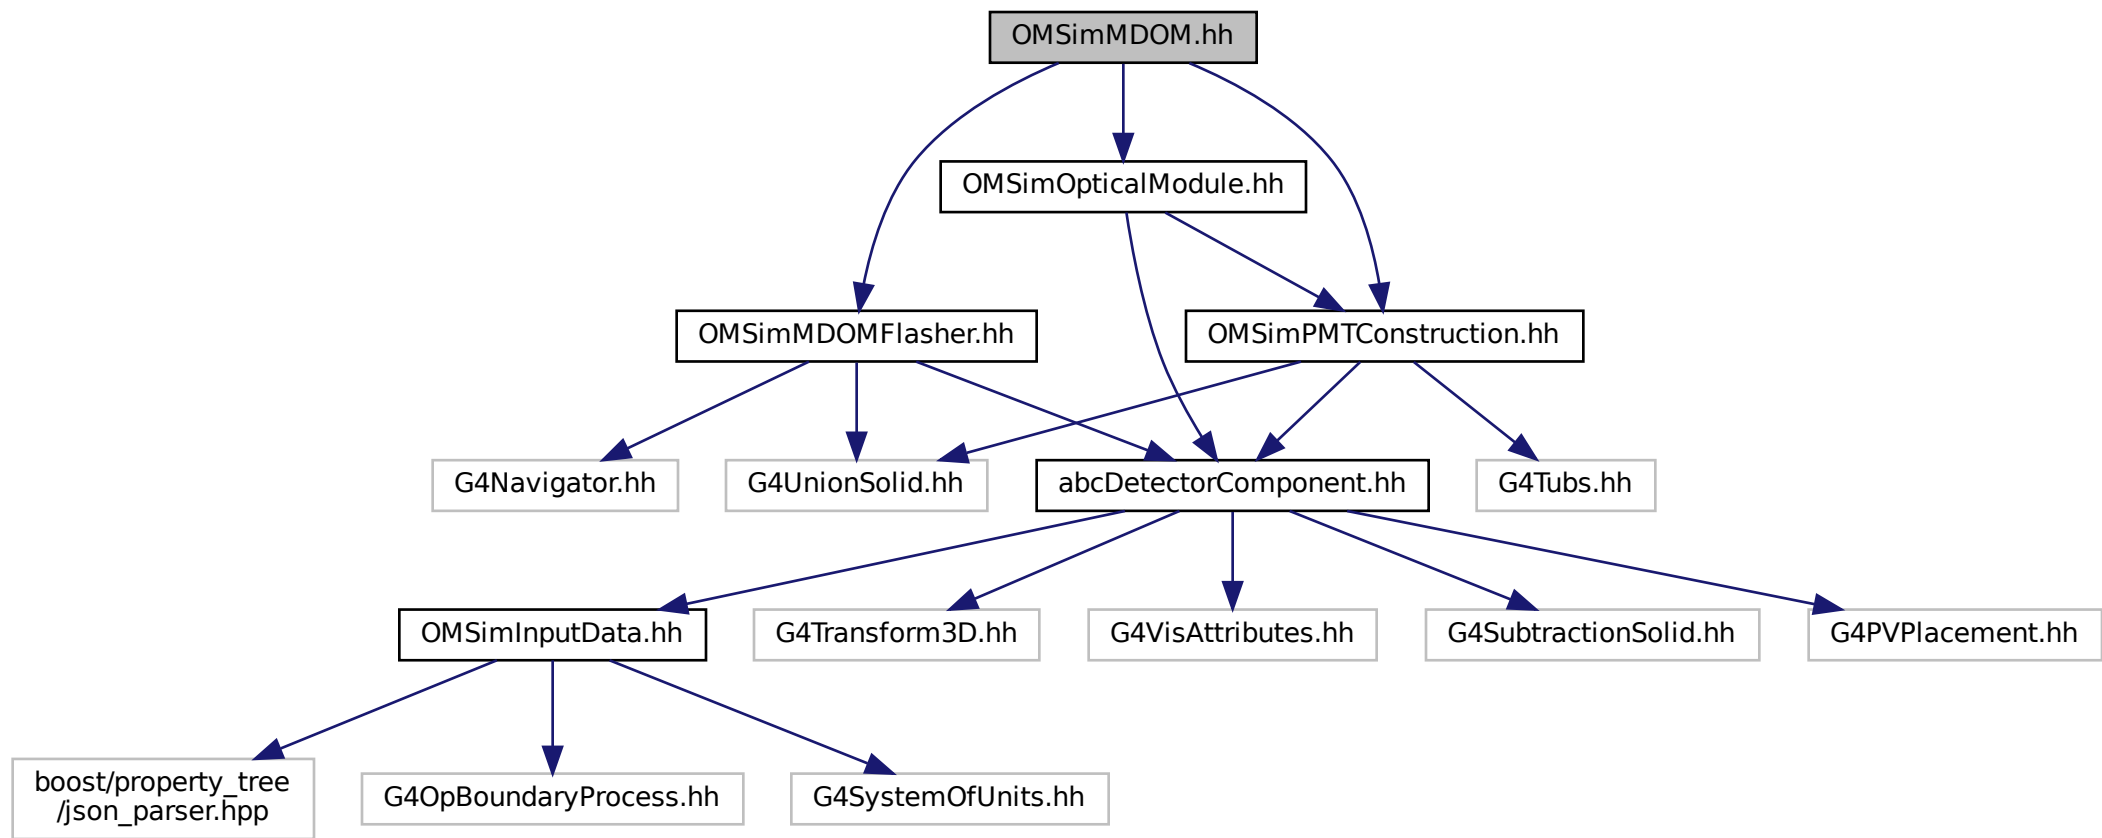 OMSimMDOM.hh
OMSimOpticalModule.hh
OMSimMDOMFlasher.hh
OMSimPMTConstruction.hh
G4Navigator.hh
G4UnionSolid.hh
abcDetectorComponent.hh
G4Tubs.hh
OMSimInputData.hh
G4Transform3D.hh
G4VisAttributes.hh
G4SubtractionSolid.hh
G4PVPlacement.hh
boost/property_tree
/json_parser.hpp
G4OpBoundaryProcess.hh
G4SystemOfUnits.hh